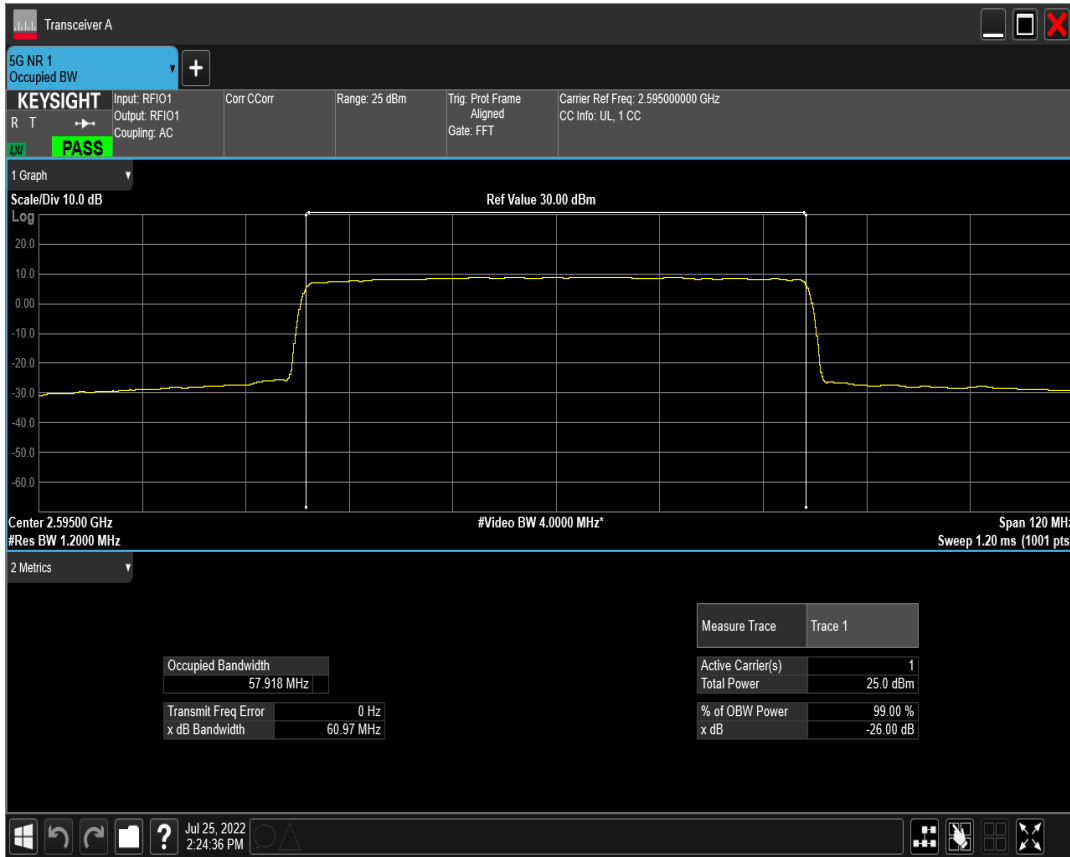 Transceiver A
5G NR 1
Occupied BW
+
KEYSIGHT
R T
LXI
PASS
Input: RFIO1
Output: RFIO1
Coupling: AC
Corr CCorr
Range: 25 dBm
Trig: Prot Frame
Aligned
Gate: FFT
Carrier Ref Freq: 2.595000000 GHz
CC Info: UL, 1 CC
1 Graph
Scale/Div 10.0 dB
Ref Value 30.00 dBm
Log
20.0
10.0
0.00
-10.0
-20.0
-30.0
-40.0
-50.0
-60.0
Center 2.59500 GHz
#Video BW 4.0000 MHz*
Span 120 MHz
#Res BW 1.2000 MHz
Sweep 1.20 ms (1001 pts
2 Metrics
Measure Trace Trace 1
Occupied Bandwidth
57.918 MHz
Active Carrier(s) 1
Total Power 25.0 dBm
Transmit Freq Error 0 Hz
x dB Bandwidth 60.97 MHz
% of OBW Power 99.00 %
x dB -26.00 dB
?
Jul 25, 2022
2:24:36 PM